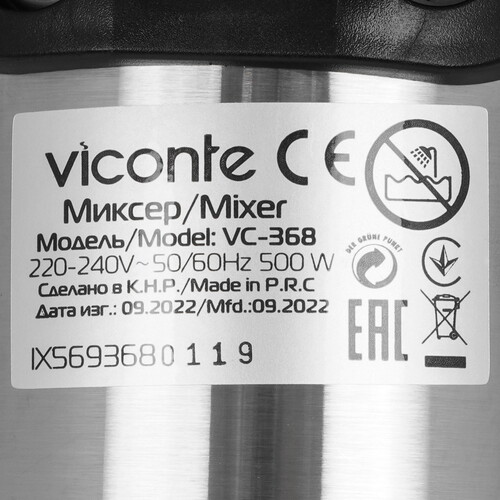 viconte CE
Миксер/Mixer
Модель/Model: VC-368
220-240V~50/60Hz 500 W
Сделано в К.Н.Р./Made in P.R.C
Дата изг.: 09.2022/Mfd.:09.2022
IX5693680119
DER GRÜNE PUNKT
EAC